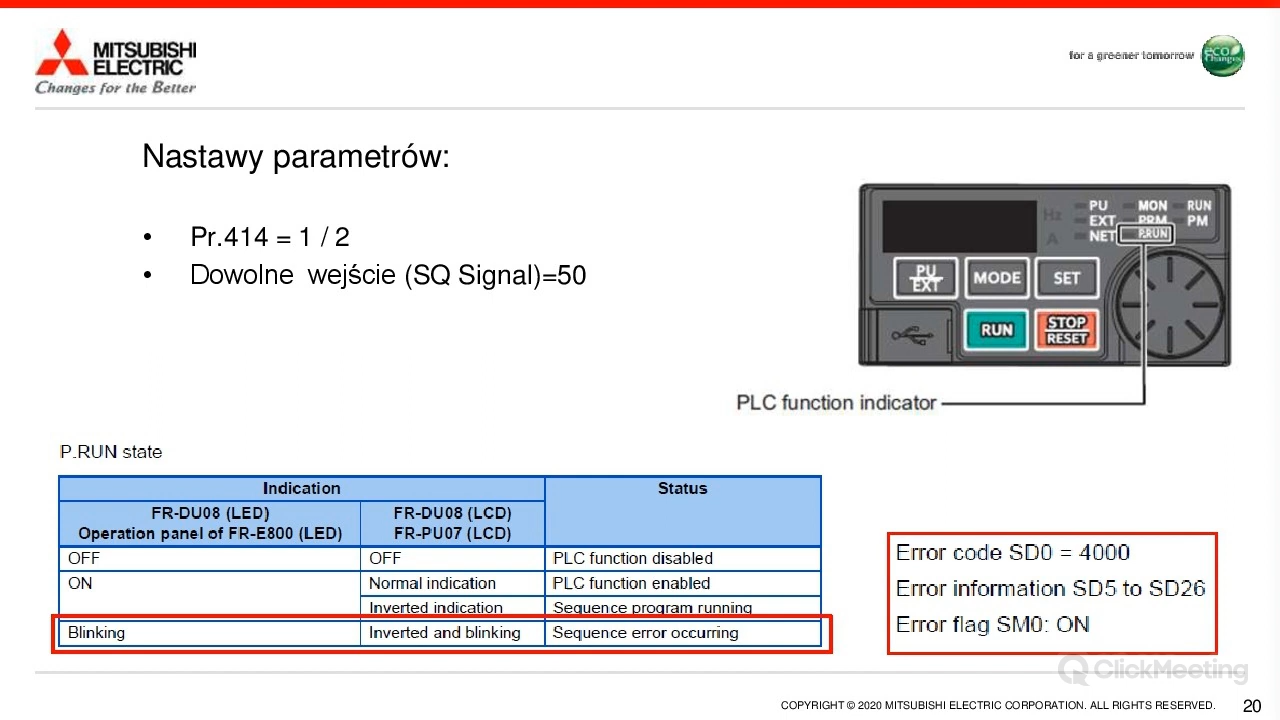 MITSUBISHI
ELECTRIC
Changes for the Better
for a greener tomorrow
eco
Changes
Nastawy parametrów:
• Pr.414 = 1 / 2
• Dowolne wejście (SQ Signal)=50
Hz
A
PU
MON
RUN
EXT
PRM
PM
NET
P.RUN
PU
EXT
MODE
SET
RUN
STOP
RESET
PLC function indicator
P.RUN state
Indication
Status
FR-DU08 (LED)
Operation panel of FR-E800 (LED)
FR-DU08 (LCD)
FR-PU07 (LCD)
OFF
OFF
PLC function disabled
ON
Normal indication
PLC function enabled
Inverted indication
Sequence program running
Blinking
Inverted and blinking
Sequence error occurring
Error code SD0 = 4000
Error information SD5 to SD26
Error flag SM0: ON
ClickMeeting
COPYRIGHT © 2020 MITSUBISHI ELECTRIC CORPORATION. ALL RIGHTS RESERVED.
20